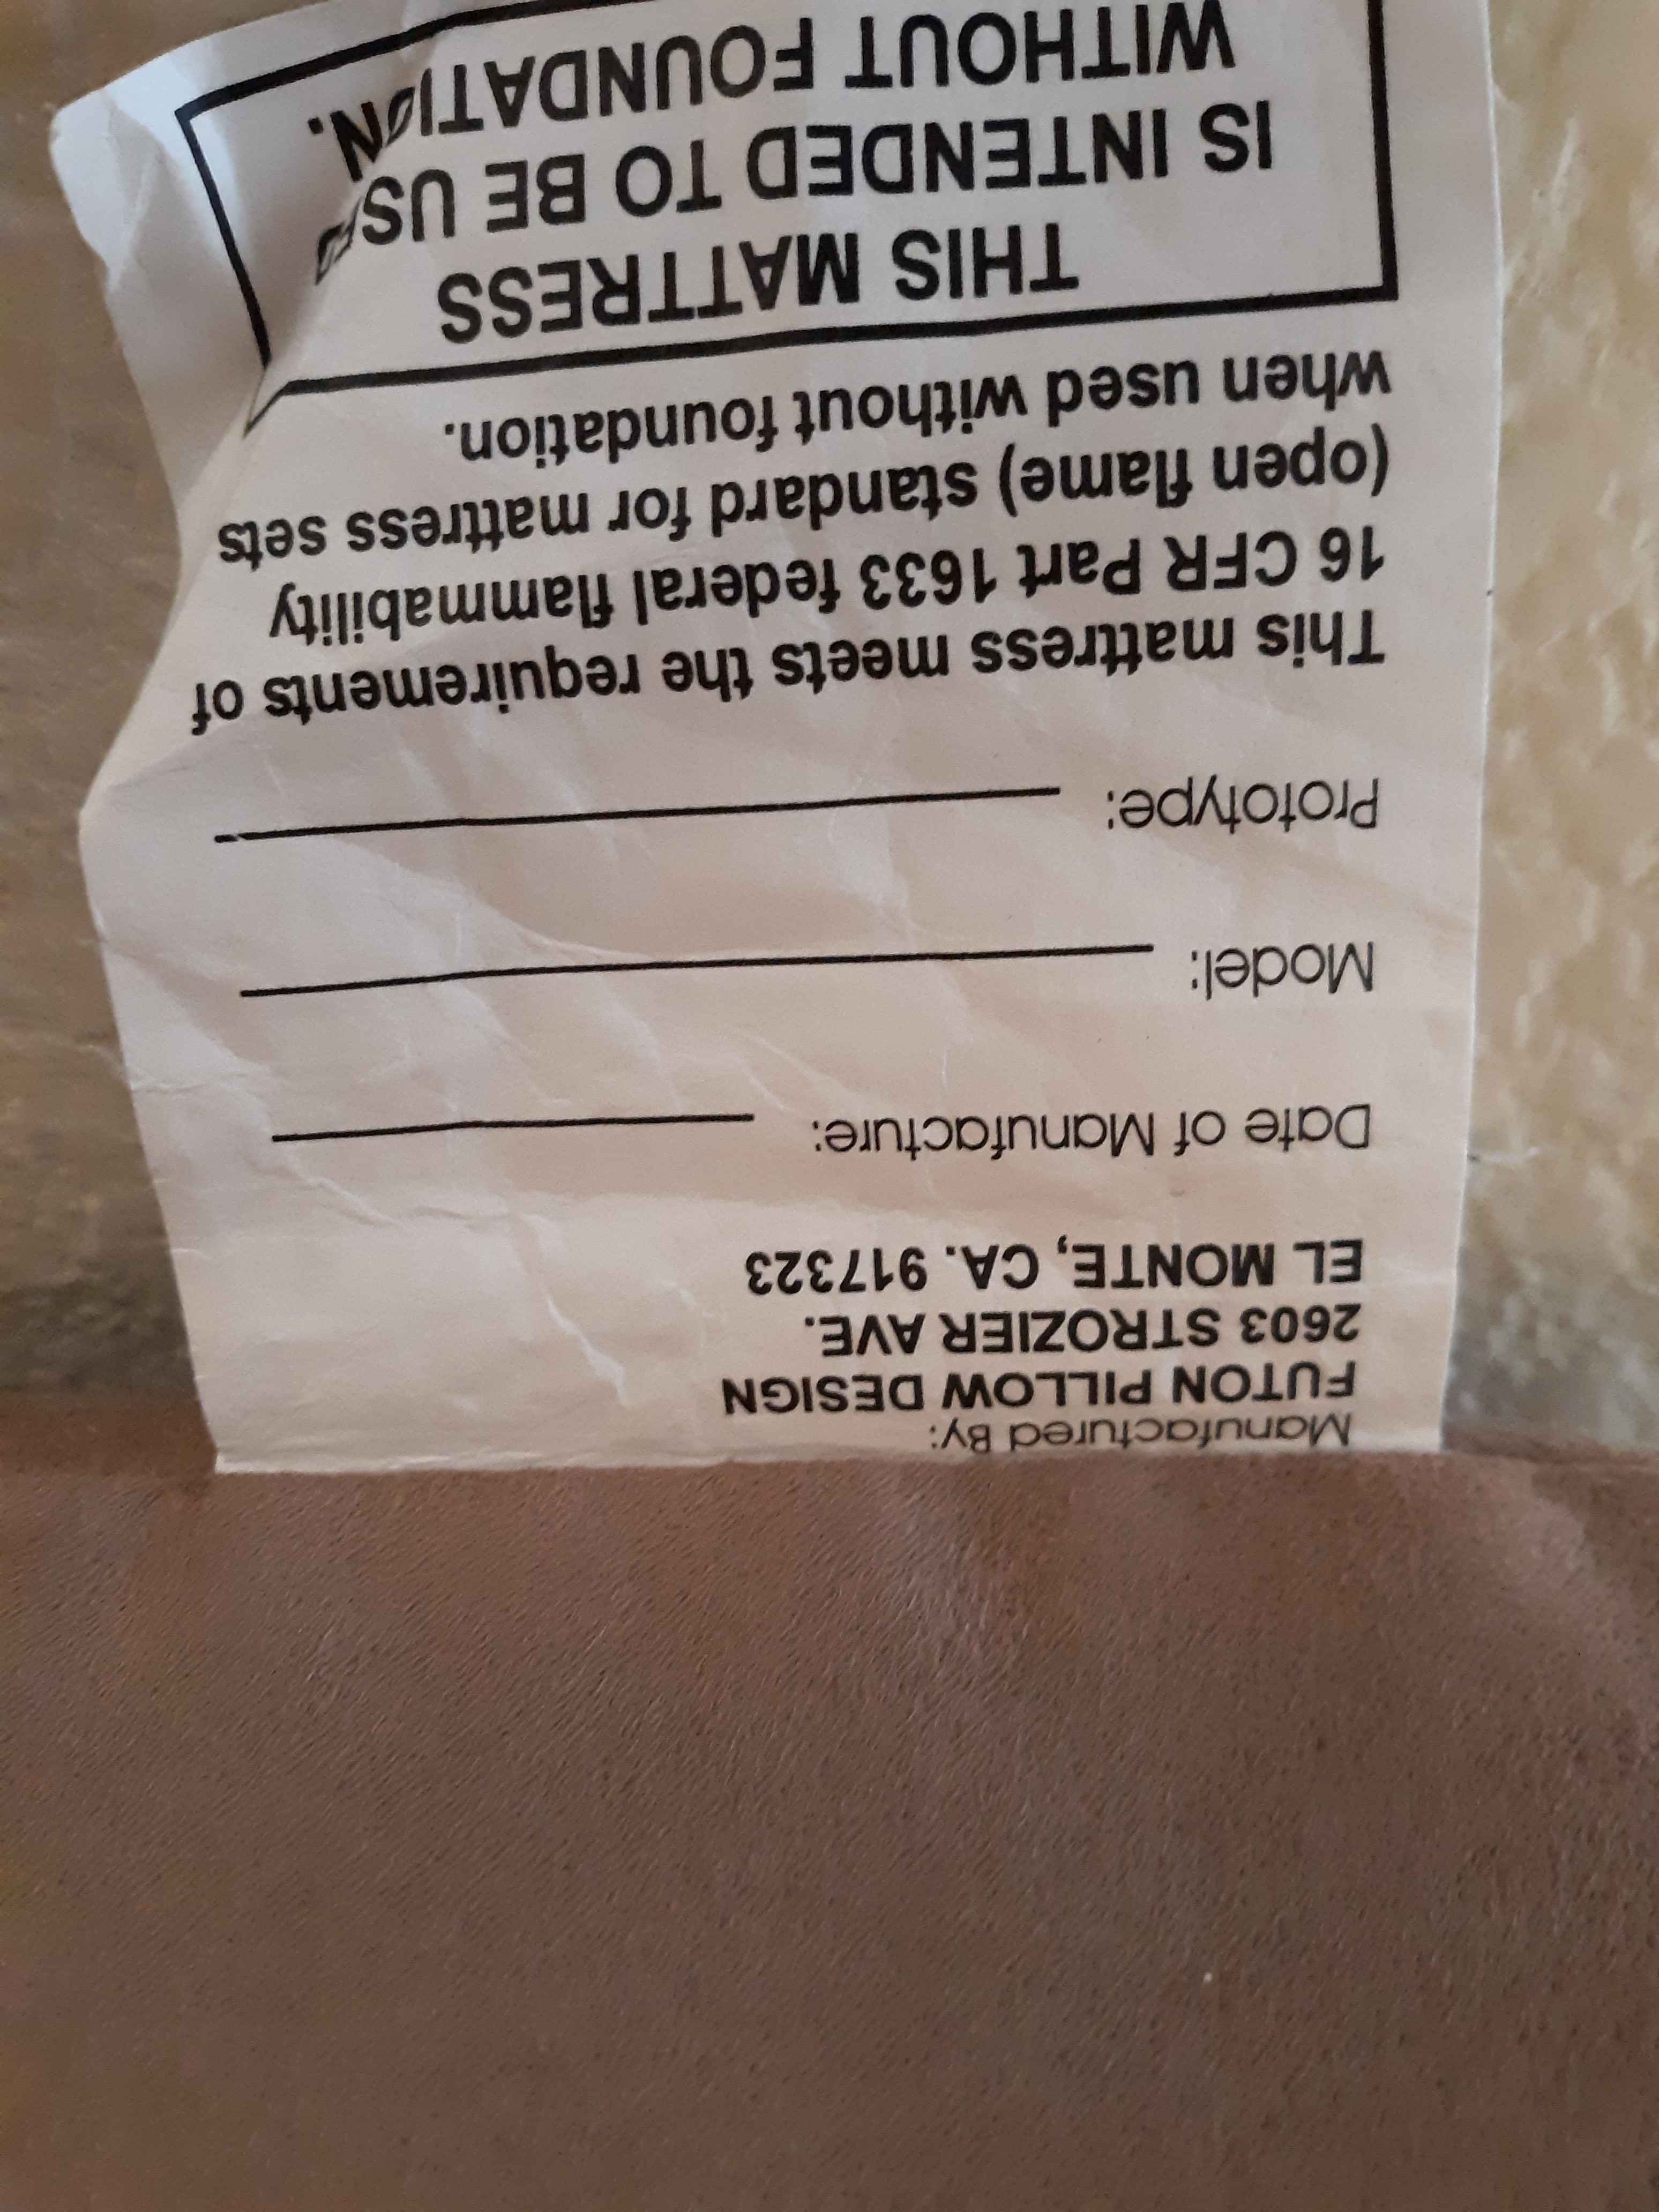 Manufactured By:
FUTON PILLOW DESIGN
2603 STROZIER AVE.
EL MONTE, CA. 917323
Date of Manufacture:
Model:
Prototype:
This mattress meets the requirements of
16 CFR Part 1633 federal flammability
(open flame) standard for mattress sets
when used without foundation.
THIS MATTRESS
IS INTENDED TO BE USED
WITHOUT FOUNDATION.